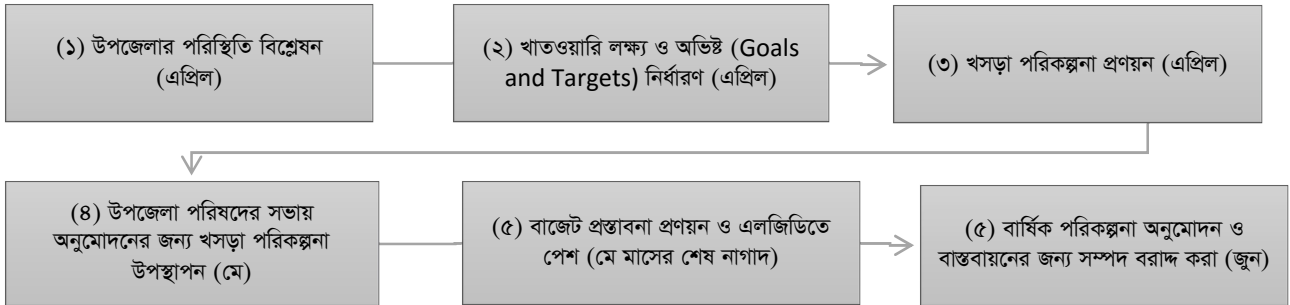 (১) উপজেলার পরিস্থিতি বিশ্লেষন
(এপ্রিল)
(২) খাতওয়ারি লক্ষ্য ও অভিষ্ট (Goals
and Targets) নির্ধারণ (এপ্রিল)
(৩) খসড়া পরিকল্পনা প্রণয়ন (এপ্রিল)
(৪) উপজেলা পরিষদের সভায়
অনুমোদনের জন্য খসড়া পরিকল্পনা
উপস্থাপন (মে)
(৫) বাজেট প্রস্তাবনা প্রণয়ন ও এলজিডিতে
পেশ (মে মাসের শেষ নাগাদ)
(৫) বার্ষিক পরিকল্পনা অনুমোদন ও
বাস্তবায়নের জন্য সম্পদ বরাদ্দ করা (জুন)